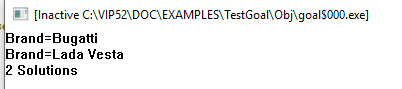 [Inactive C:\VIP52\DOC\EXAMPLES\TestGoal\Obj\goal$000.exe]
Brand=Bugatti
Brand=Lada Vesta
2 Solutions